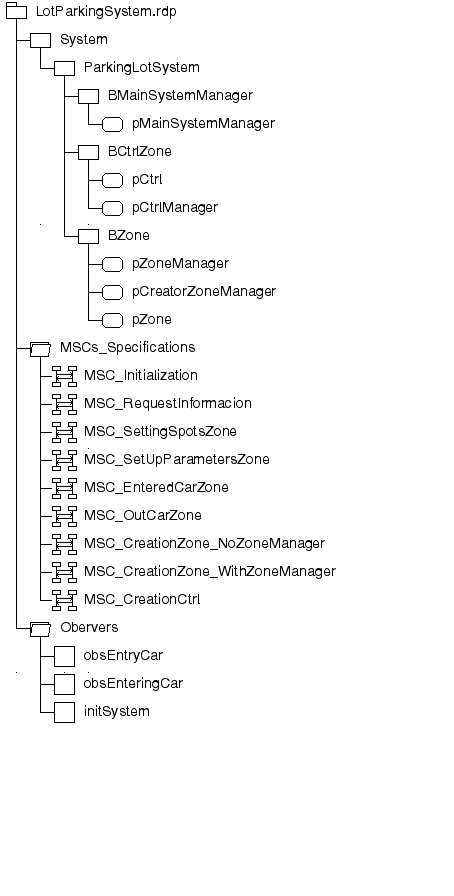 LotParkingSystem.rdp
System
ParkingLotSystem
BMainSystemManager
pMainSystemManager
BCtrlZone
pCtrl
pCtrlManager
BZone
pZoneManager
pCreatorZoneManager
pZone
MSCs_Specifications
MSC_Initialization
MSC_RequestInformacion
MSC_SettingSpotsZone
MSC_SetUpParametersZone
MSC_EnteredCarZone
MSC_OutCarZone
MSC_CreationZone_NoZoneManager
MSC_CreationZone_WithZoneManager
MSC_CreationCtrl
Obervers
obsEntryCar
obsEnteringCar
initSystem